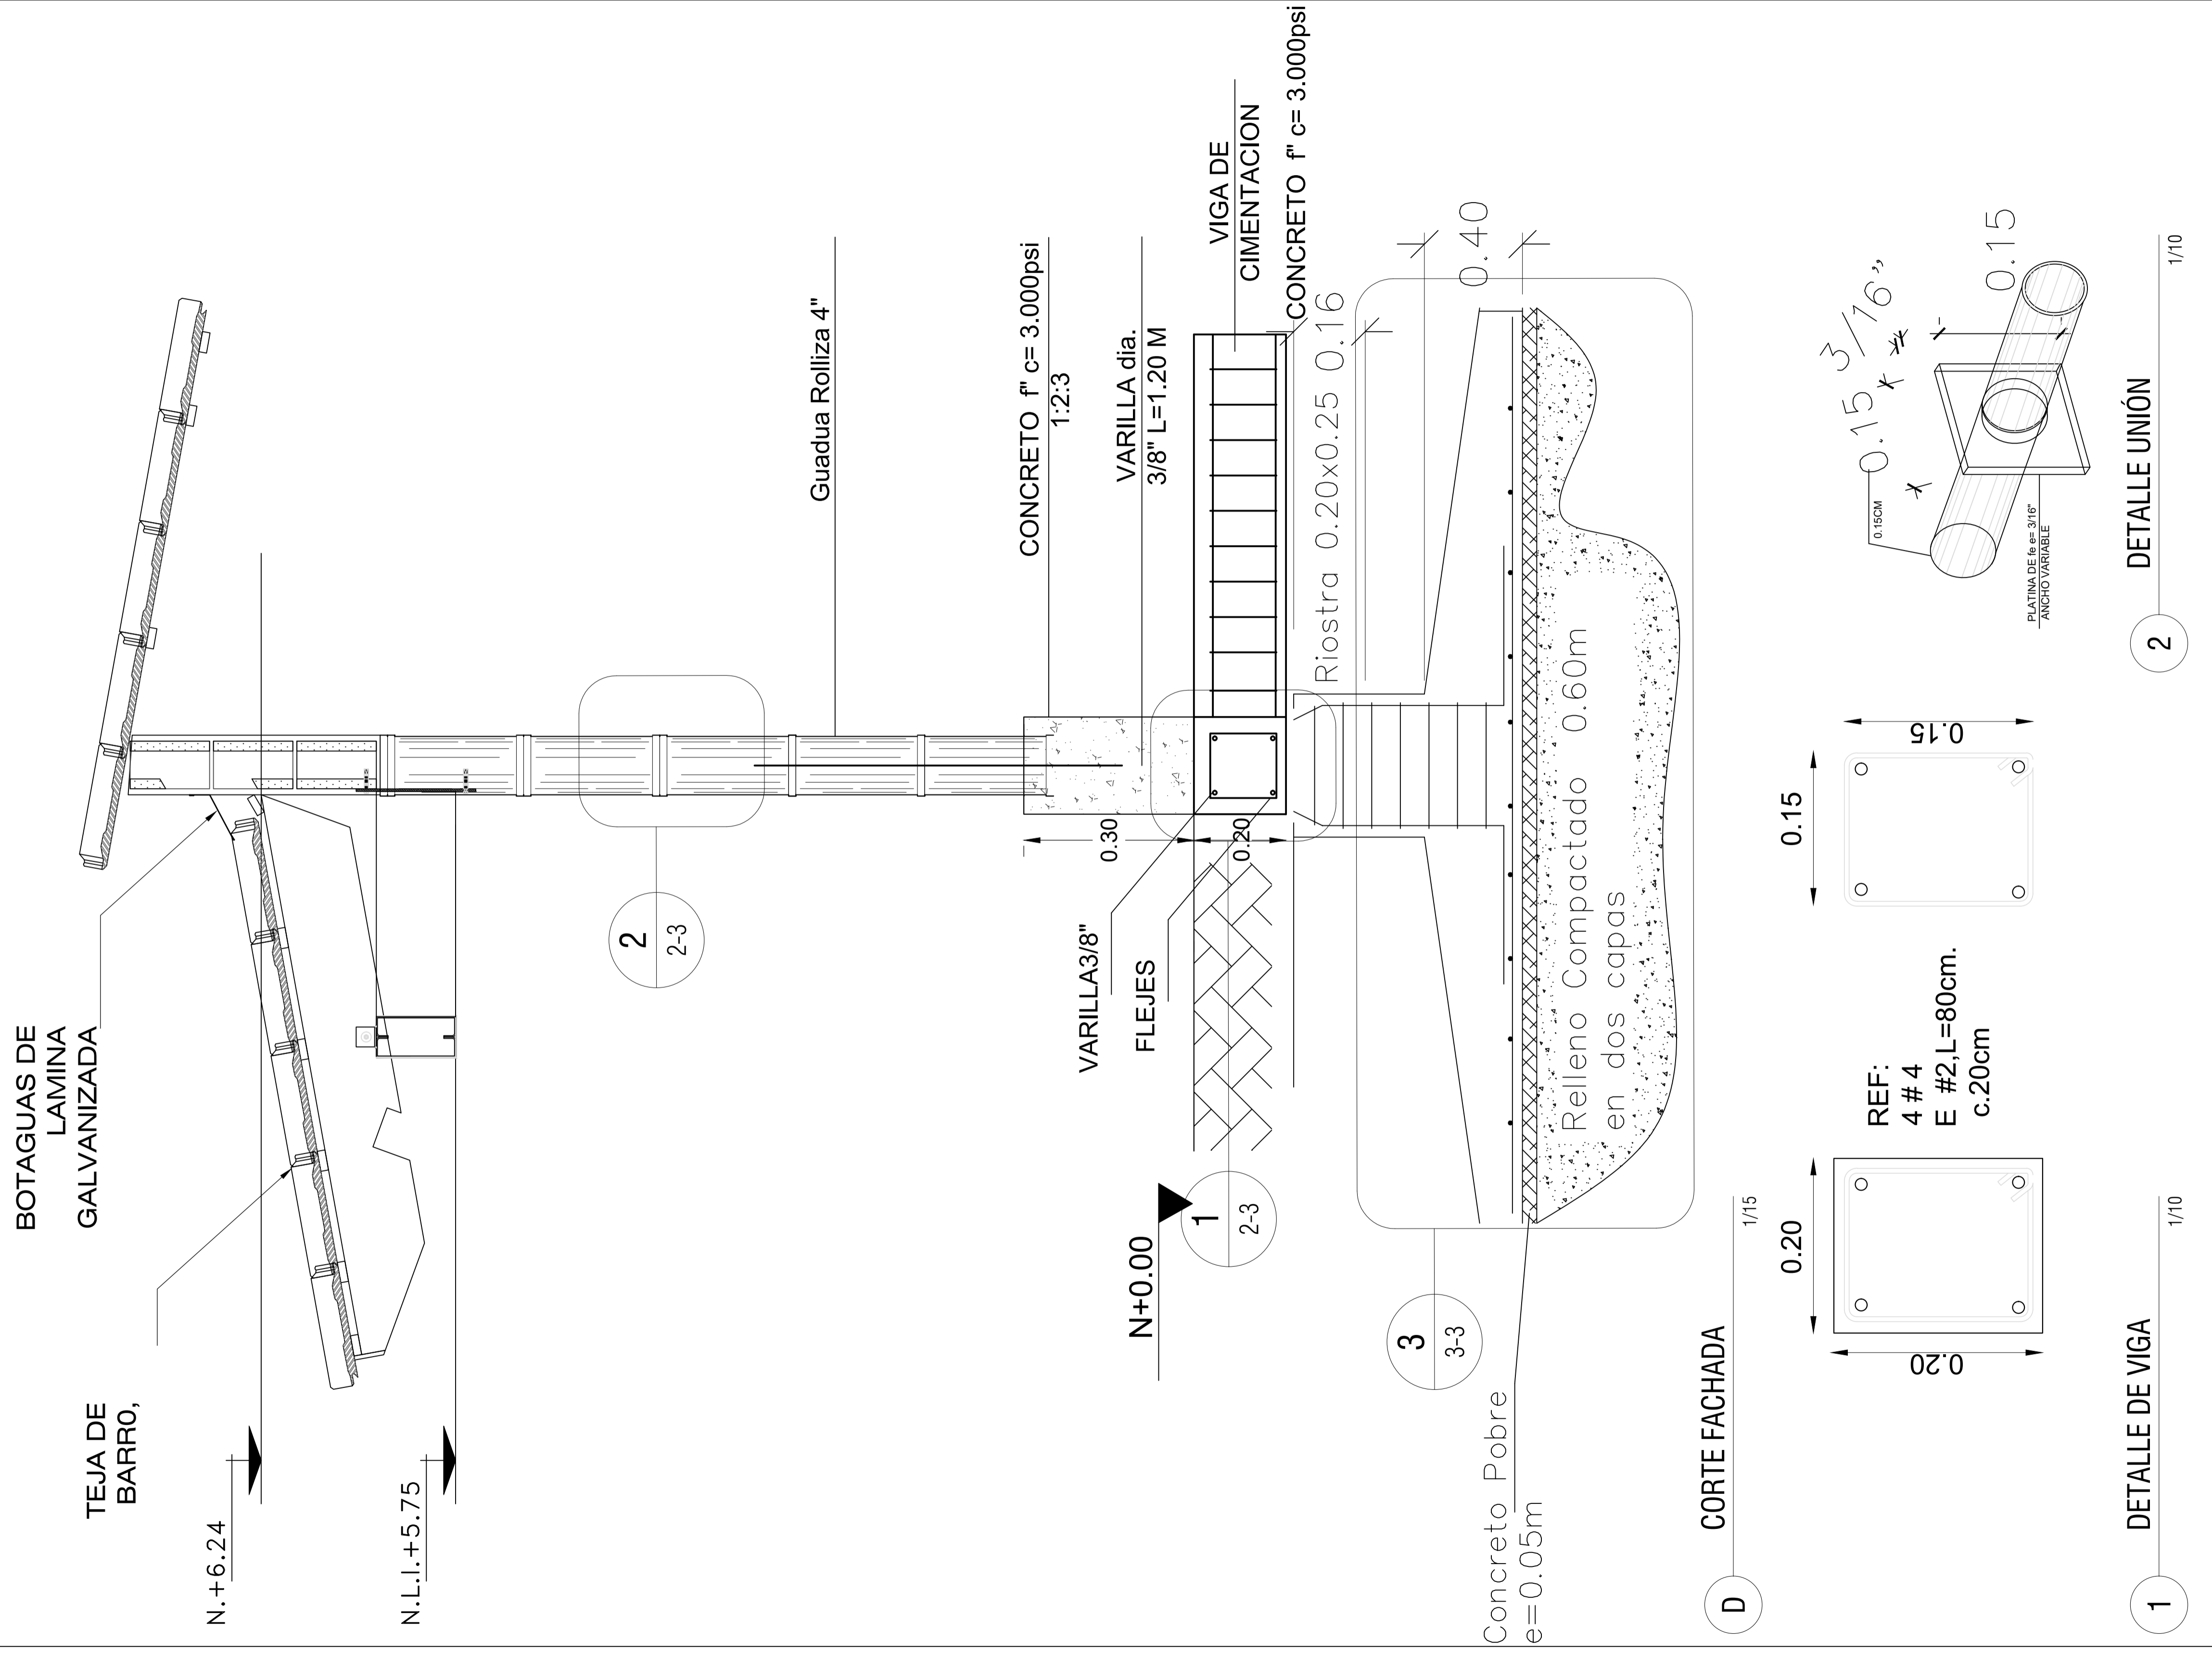 BOTAGUAS DE
LAMINA
GALVANIZADA
TEJA DE
BARRO,
N.+6.24
N.L.I.+5.75
Guadua Rolliza 4"
2
2-3
CONCRETO f" c= 3.000psi
1:2:3
VARILLA dia.
3/8" L=1.20 M
VIGA DE
CIMENTACION
CONCRETO f" c= 3.000psi
0.30
0.20
VARILLA3/8"
FLEJES
N+0.00
1
2-3
Riostra 0.20x0.25
0.16
0.40
3
3-3
Relleno Compactado 0.60m
en dos capas
Concreto Pobre
e=0.05m
D
CORTE FACHADA
1/15
0.20
0.20
REF:
4 # 4
E #2,L=80cm.
c.20cm
0.15
0.15
1
DETALLE DE VIGA
1/10
0.15
3/16"
0.15
0.15CM
PLATINA DE fe e= 3/16"
ANCHO VARIABLE
2
DETALLE UNIÓN
1/10